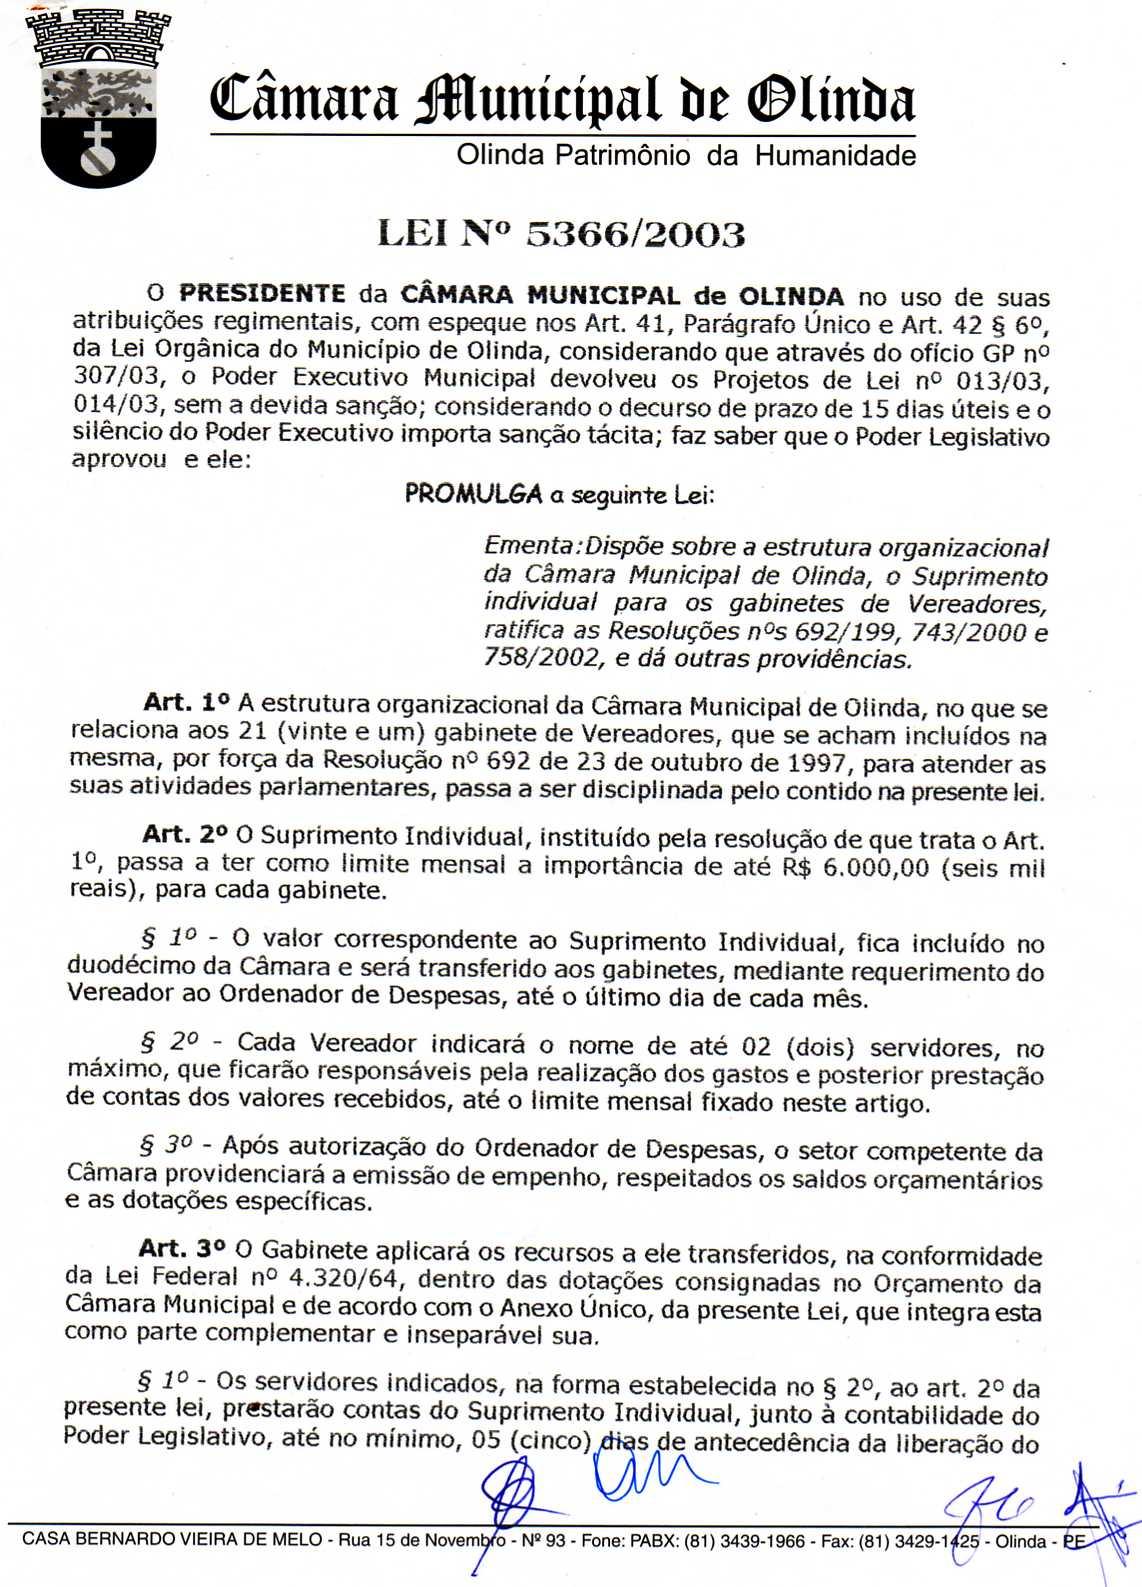 Câmara Municipal de Olinda
Olinda Patrimônio da Humanidade
LEI Nº 5366/2003
O PRESIDENTE da CÂMARA MUNICIPAL de OLINDA no uso de suas
atribuições regimentais, com espeque nos Art. 41, Parágrafo Único e Art. 42 § 6º,
da Lei Orgânica do Município de Olinda, considerando que através do ofício GP nº
307/03, o Poder Executivo Municipal devolveu os Projetos de Lei nº 013/03,
014/03, sem a devida sanção; considerando o decurso de prazo de 15 dias úteis e o
silêncio do Poder Executivo importa sanção tácita; faz saber que o Poder Legislativo
aprovou e ele:
PROMULGA a seguinte Lei:
Ementa:Dispõe sobre a estrutura organizacional
da Câmara Municipal de Olinda, o Suprimento
individual para os gabinetes de Vereadores,
ratifica as Resoluções nºs 692/199, 743/2000 e
758/2002, e dá outras providências.
Art. 1º A estrutura organizacional da Câmara Municipal de Olinda, no que se
relaciona aos 21 (vinte e um) gabinete de Vereadores, que se acham incluídos na
mesma, por força da Resolução nº 692 de 23 de outubro de 1997, para atender as
suas atividades parlamentares, passa a ser disciplinada pelo contido na presente lei.
Art. 2º O Suprimento Individual, instituído pela resolução de que trata o Art.
1º, passa a ter como limite mensal a importância de até R$ 6.000,00 (seis mil
reais), para cada gabinete.
§ 1º - O valor correspondente ao Suprimento Individual, fica incluído no
duodécimo da Câmara e será transferido aos gabinetes, mediante requerimento do
Vereador ao Ordenador de Despesas, até o último dia de cada mês.
§ 2º - Cada Vereador indicará o nome de até 02 (dois) servidores, no
máximo, que ficarão responsáveis pela realização dos gastos e posterior prestação
de contas dos valores recebidos, até o limite mensal fixado neste artigo.
§ 3º - Após autorização do Ordenador de Despesas, o setor competente da
Câmara providenciará a emissão de empenho, respeitados os saldos orçamentários
e as dotações específicas.
Art. 3º O Gabinete aplicará os recursos a ele transferidos, na conformidade
da Lei Federal nº 4.320/64, dentro das dotações consignadas no Orçamento da
Câmara Municipal e de acordo com o Anexo Único, da presente Lei, que integra esta
como parte complementar e inseparável sua.
§ 1º - Os servidores indicados, na forma estabelecida no § 2º, ao art. 2º da
presente lei, prestarão contas do Suprimento Individual, junto à contabilidade do
Poder Legislativo, até no mínimo, 05 (cinco) dias de antecedência da liberação do
CASA BERNARDO VIEIRA DE MELO - Rua 15 de Novembro - Nº 93 - Fone: PABX: (81) 3439-1966 - Fax: (81) 3429-1425 - Olinda - PE